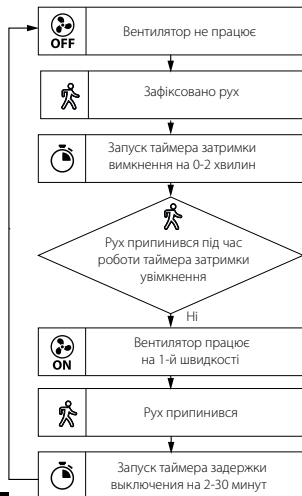 OFF
Вентилятор не працює
Зафіксовано рух
Запуск таймера затримки
вимкнення на 0-2 хвилин
Рух припинився під час
роботи таймера затримки
увімкнення
Ні
ON
Вентилятор працює
на 1-й швидкості
Рух припинився
Запуск таймера задержки
выключения на 2-30 минут